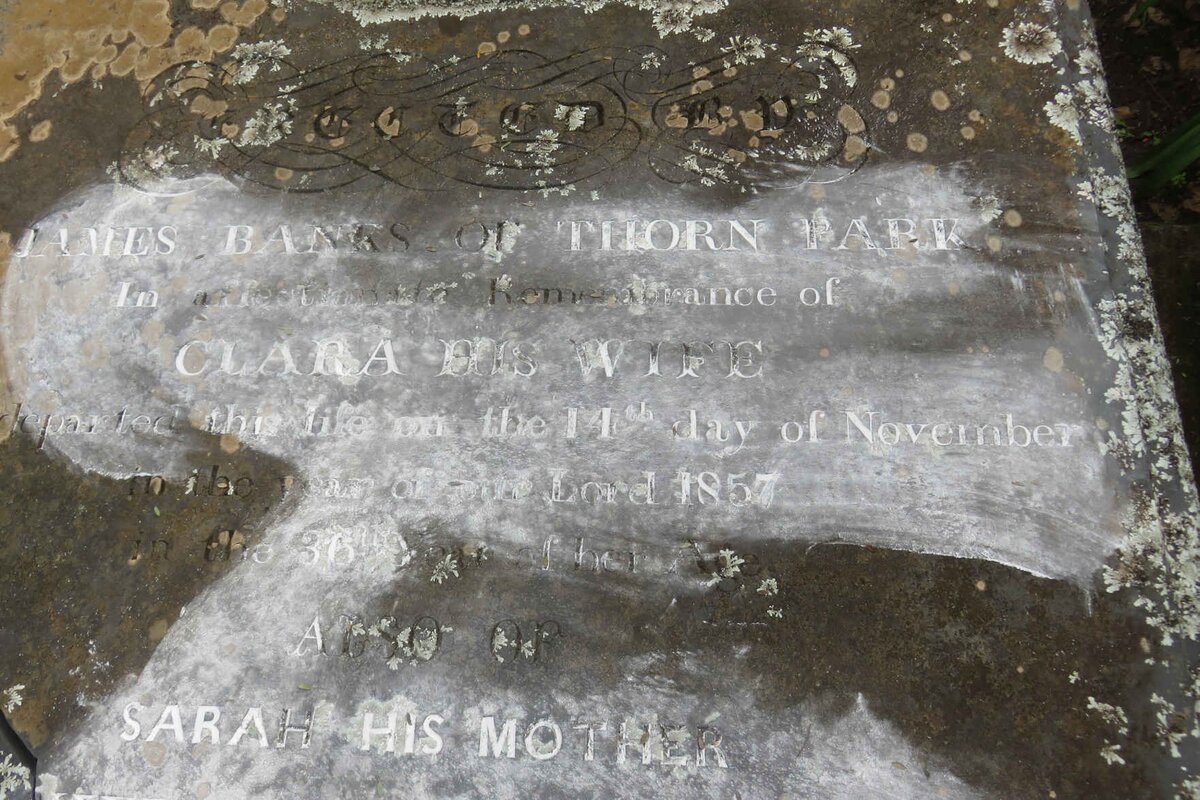 ERECTED BY
JAMES BANKS OF THORN PARK
In affectionate Remembrance of
CLARA HIS WIFE
departed this life on the 14th day of November
in the year of our Lord 1857
in the 36th year of her Age
ALSO OF
SARAH HIS MOTHER